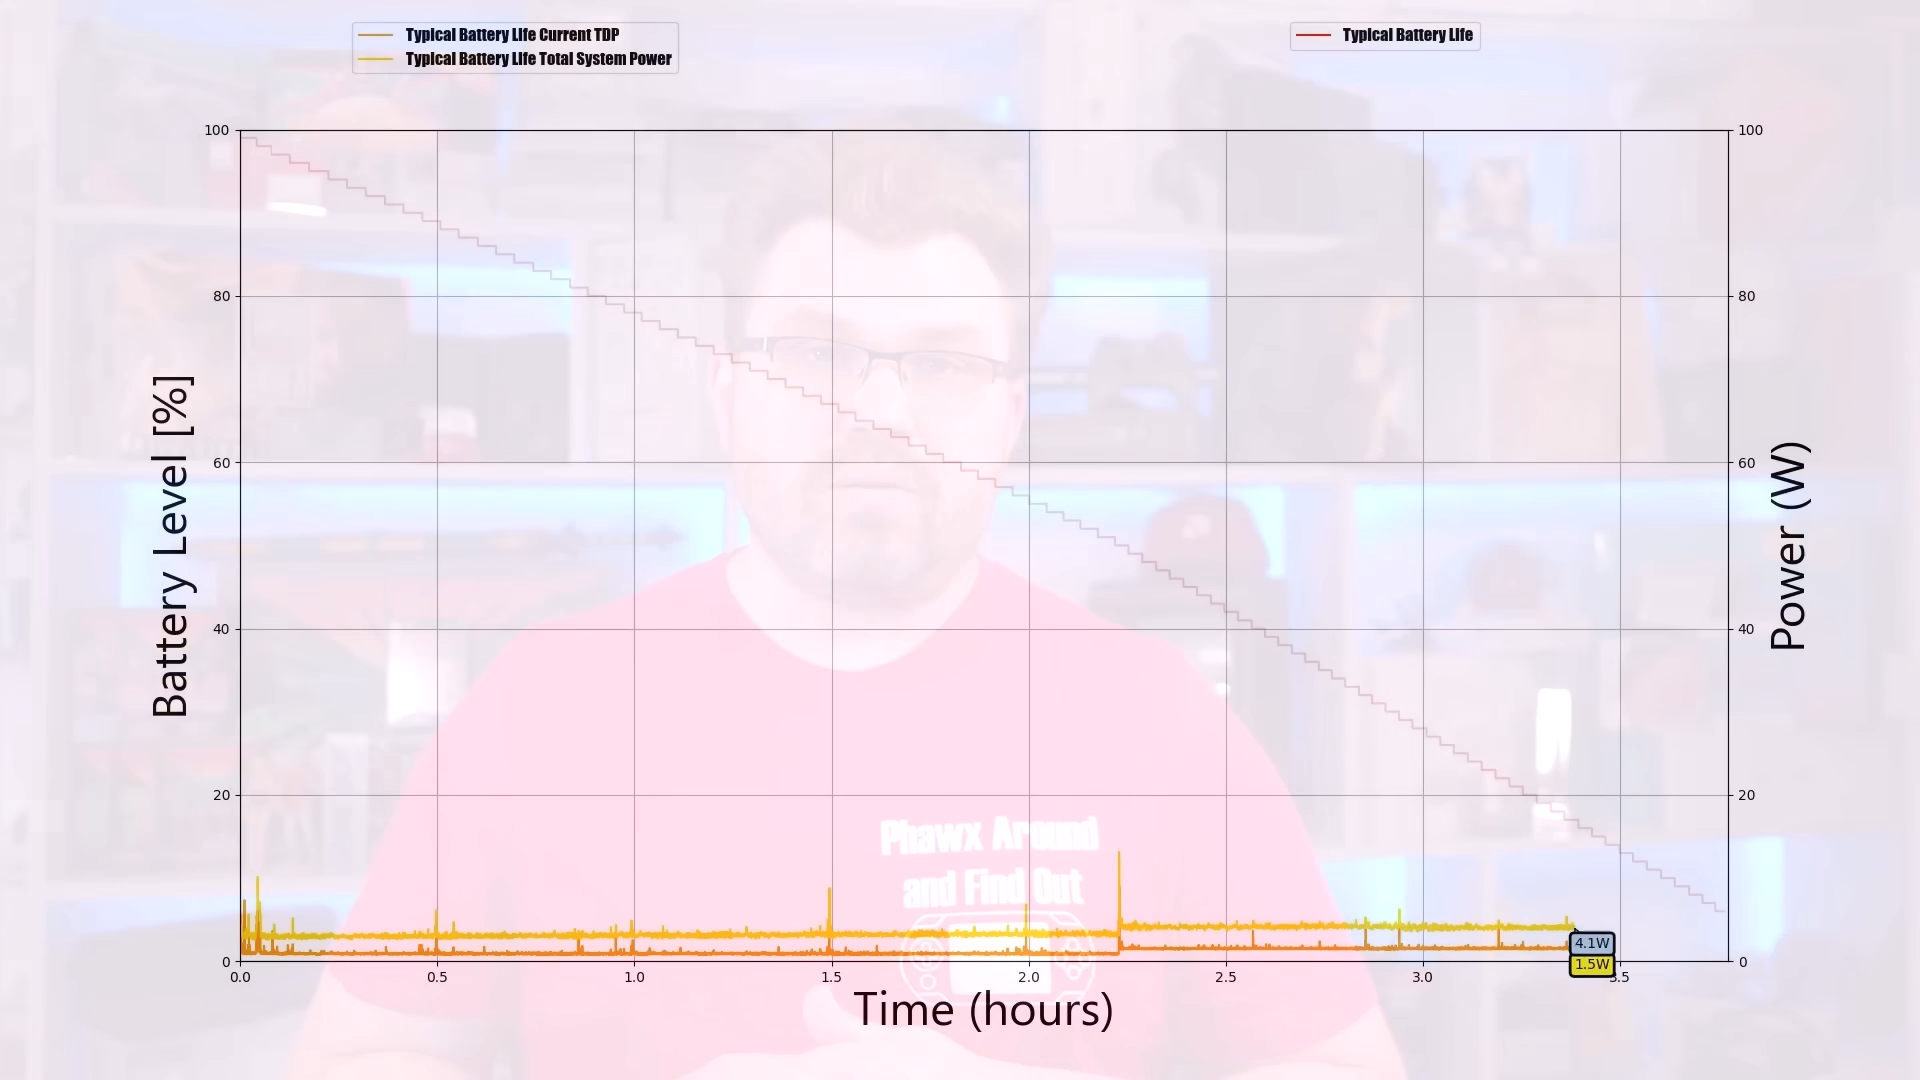 Typical Battery Life Current TDP
Typical Battery Life Total System Power
Typical Battery Life
100
80
60
40
20
0
100
80
60
40
20
0
Battery Level [%]
Power (W)
Phawx Around
and Find Out
4.1W
1.5W
0.0
0.5
1.0
1.5
2.0
2.5
3.0
3.5
Time (hours)